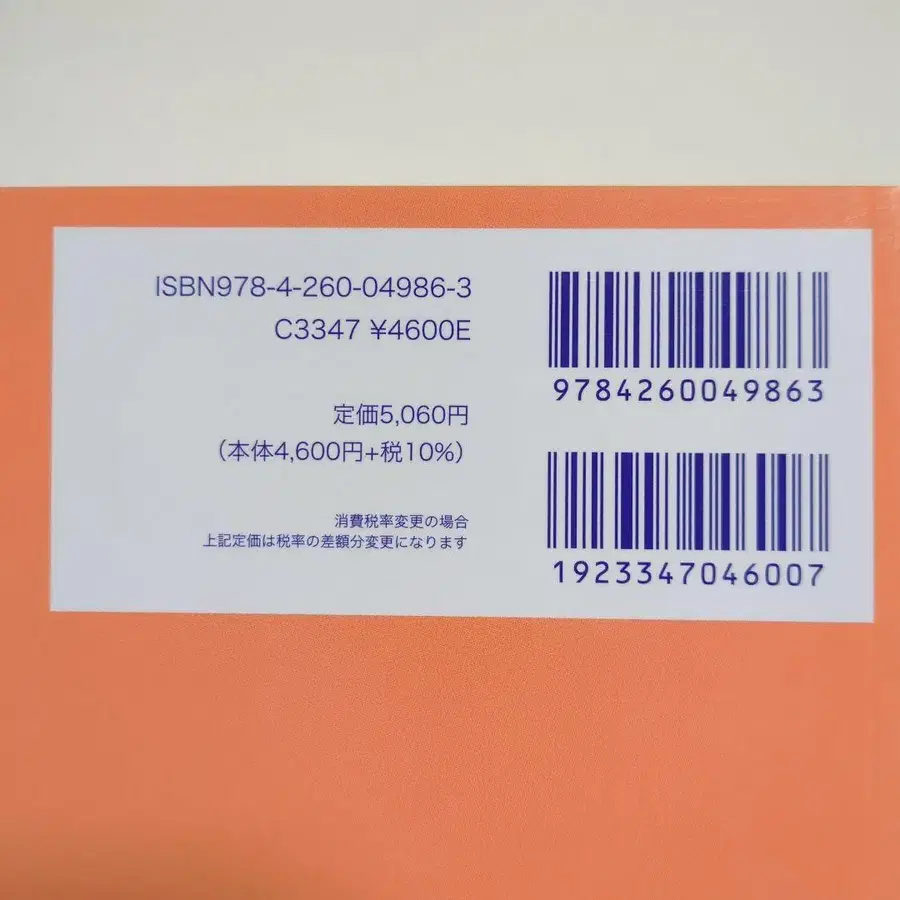 ISBN978-4-260-04986-3
C3347 ¥4600E
定価5,060円
（本体4,600円+税10%）
消費税率変更の場合
上記定価は税率の差額分変更になります
9784260049863
1923347046007